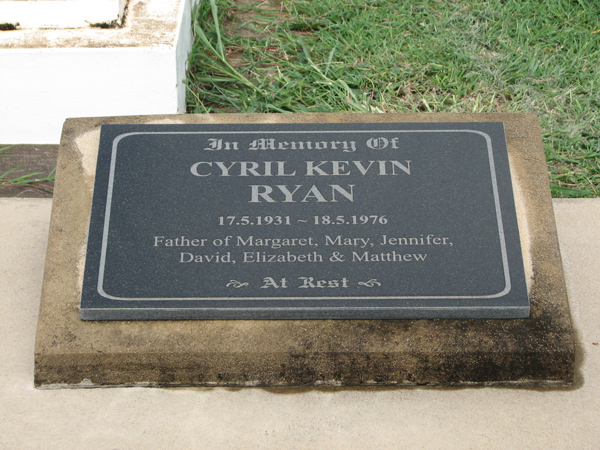 In Memory Of
CYRIL KEVIN
RYAN
17.5.1931 ~ 18.5.1976
Father of Margaret, Mary, Jennifer,
David, Elizabeth & Matthew
At Rest